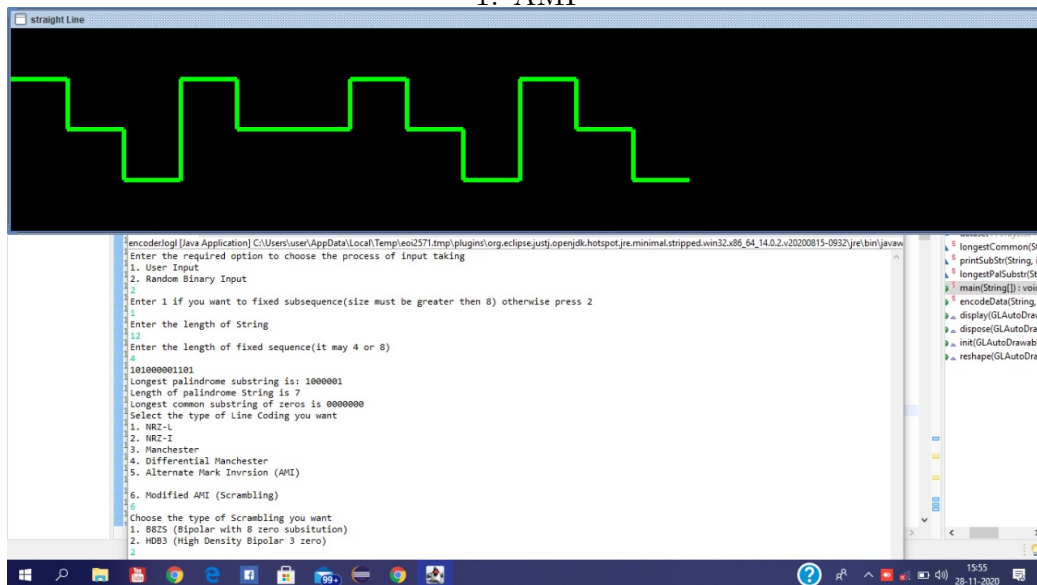 1. AMI
straight Line
encoderJogl [Java Application] C:\Users\user\AppData\Local\Temp\eoi2571.tmp\plugins\org.eclipse.justj.openjdk.hotspot.jre.minimal.stripped.win32.x86_64_14.0.2.v20200815-0932\jre\bin\javaw
Enter the required option to choose the process of input taking
1. User Input
2. Random Binary Input
2
Enter 1 if you want to fixed subsequence(size must be greater then 8) otherwise press 2
1
Enter the length of String
12
Enter the length of fixed sequence(it may 4 or 8)
4
101000001101
Longest palindrome substring is: 1000001
Length of palindrome String is 7
Longest common substring of zeros is 0000000
Select the type of Line Coding you want
1. NRZ-L
2. NRZ-I
3. Manchester
4. Differential Manchester
5. Alternate Mark Invrsion (AMI)
6. Modified AMI (Scrambling)
6
Choose the type of Scrambling you want
1. B8ZS (Bipolar with 8 zero subsitution)
2. HDB3 (High Density Bipolar 3 zero)
2
longestCommon(St
printSubStr(String, i
longestPalSubstr(St
main(String[]) : void
encodeData(String,
display(GLAutoDrav
dispose(GLAutoDra
init(GLAutoDrawab
reshape(GLAutoDra
99+
15:55
28-11-2020